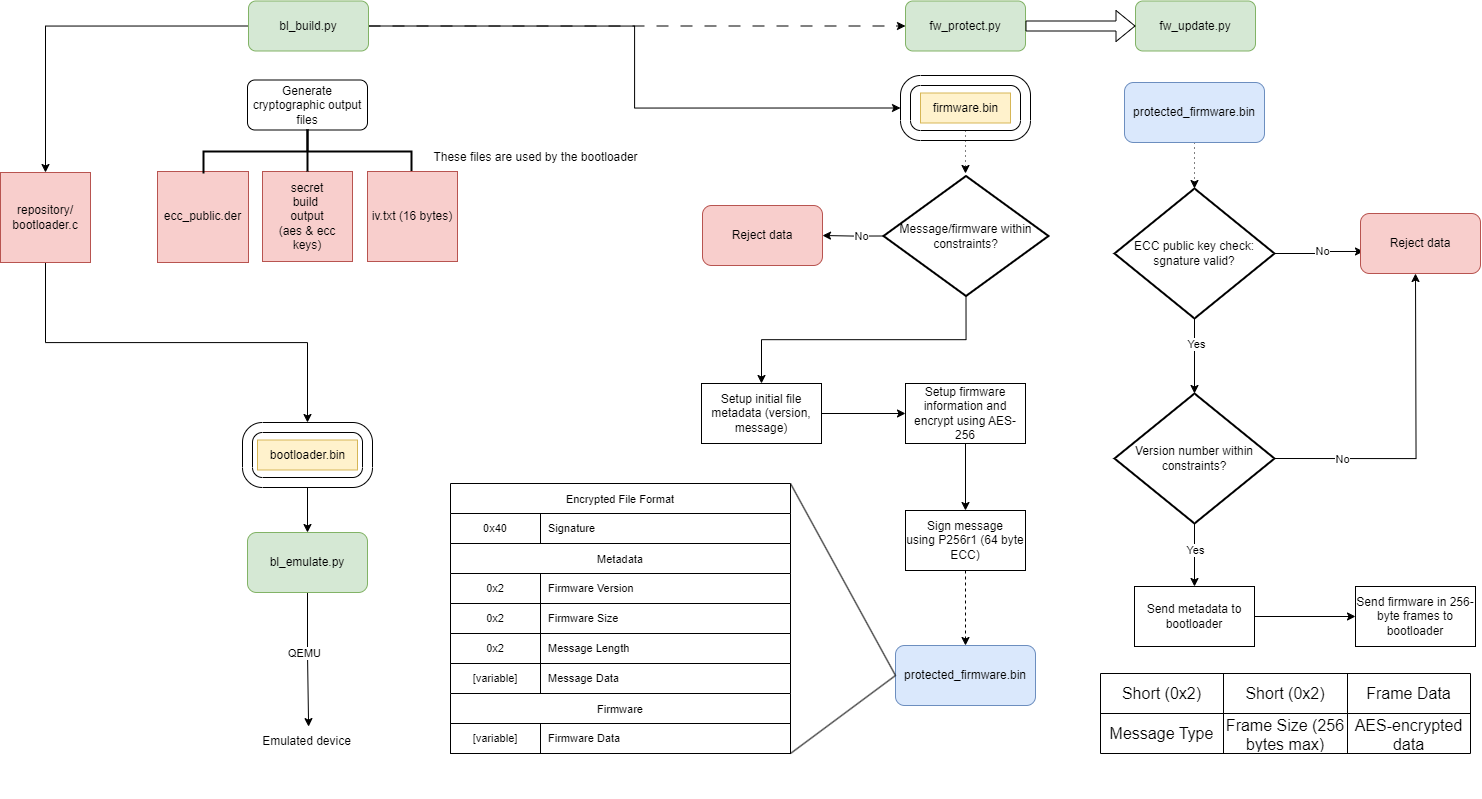 bl_build.py
fw_protect.py
fw_update.py
Generate
cryptographic output
files
firmware.bin
protected_firmware.bin
These files are used by the bootloader
repository/
bootloader.c
ecc_public.der
secret
build
output
(aes & ecc
keys)
iv.txt (16 bytes)
Reject data
No
Message/firmware within
constraints?
ECC public key check:
sgnature valid?
No
Reject data
Yes
Setup initial file
metadata (version,
message)
Setup firmware
information and
encrypt using AES-
256
Version number within
constraints?
No
bootloader.bin
Encrypted File Format
0x40
Signature
Metadata
0x2
Firmware Version
0x2
Firmware Size
0x2
Message Length
[variable]
Message Data
Firmware
[variable]
Firmware Data
Sign message
using P256r1 (64 byte
ECC)
Yes
bl_emulate.py
Send metadata to
bootloader
Send firmware in 256-
byte frames to
bootloader
QEMU
protected_firmware.bin
Emulated device
Short (0x2)
Short (0x2)
Frame Data
Message Type
Frame Size (256
bytes max)
AES-encrypted
data